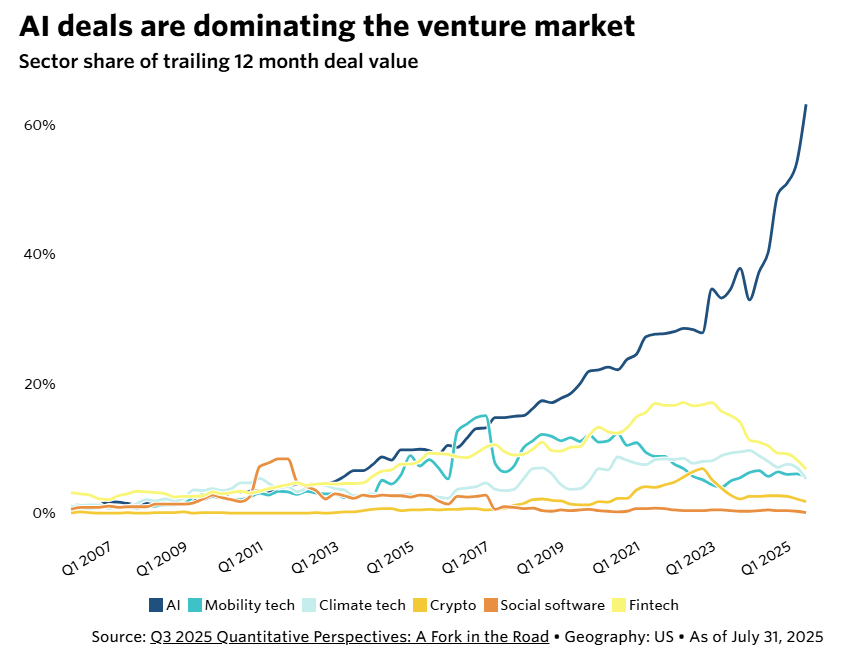 AI deals are dominating the venture market
Sector share of trailing 12 month deal value
60%
40%
20%
0%
Q1 2007
Q1 2009
Q1 2011
Q1 2013
Q1 2015
Q1 2017
Q1 2019
Q1 2021
Q1 2023
Q1 2025
AI Mobility tech Climate tech Crypto Social software Fintech
Source: Q3 2025 Quantitative Perspectives: A Fork in the Road • Geography: US • As of July 31, 2025